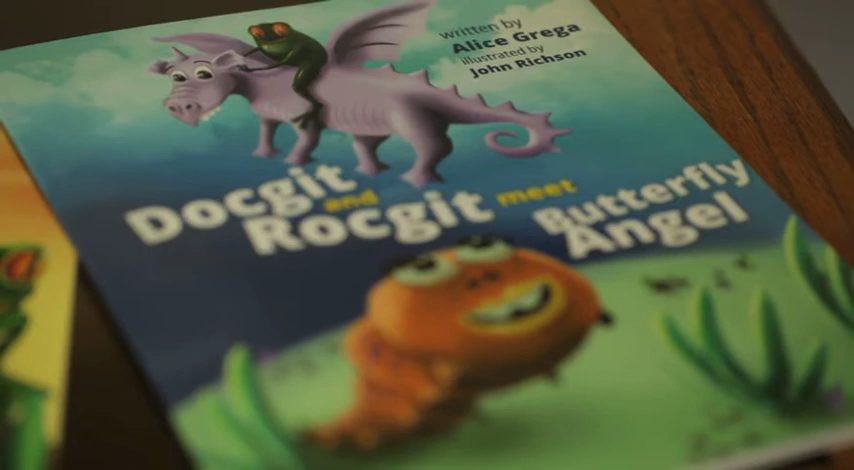 written by
Alice Grega
illustrated by
John Richson
Docgit
and
Rocgit meet
Butterfly
Angel